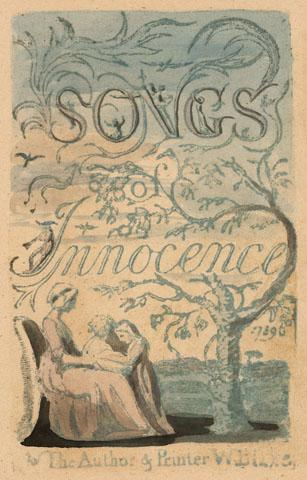 SONGS
of
Innocence
The Author & Printer W Blake